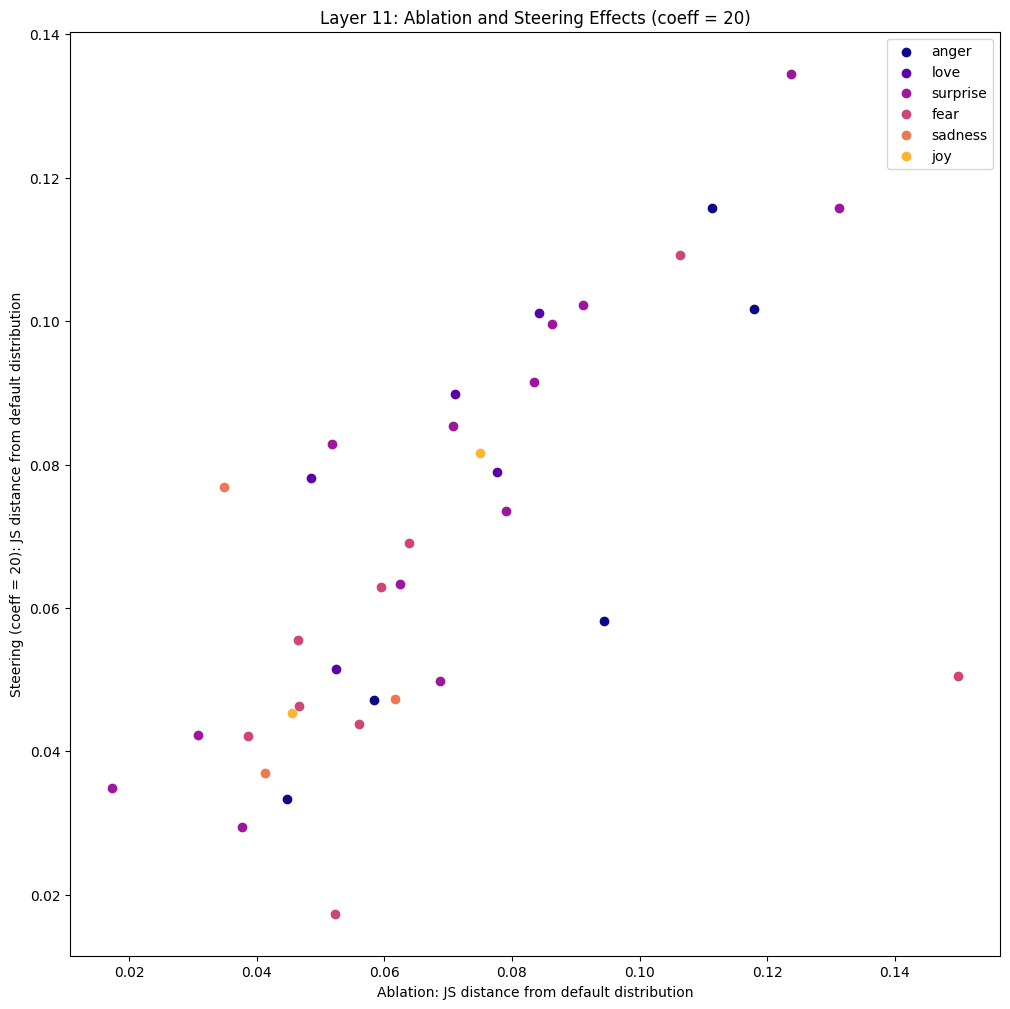 Layer 11: Ablation and Steering Effects (coeff = 20)
anger
love
surprise
fear
sadness
joy
Steering (coeff = 20): JS distance from default distribution
0.14
0.12
0.10
0.08
0.06
0.04
0.02
0.02 0.04 0.06 0.08 0.10 0.12 0.14
Ablation: JS distance from default distribution